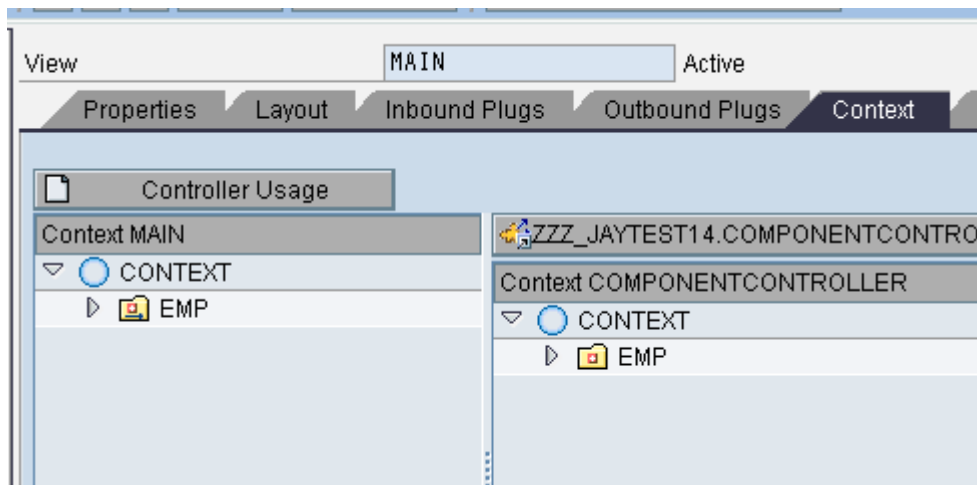 View MAIN Active
Properties Layout Inbound Plugs Outbound Plugs Context
Controller Usage
Context MAIN
CONTEXT
EMP
ZZZ_JAYTEST14.COMPONENTCONTRO
Context COMPONENTCONTROLLER
CONTEXT
EMP